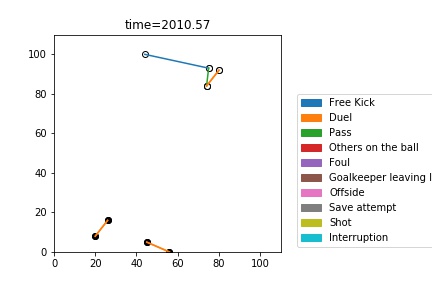 time=2010.57
100
80
60
40
20
0
0 20 40 60 80 100
Free Kick
Duel
Pass
Others on the ball
Foul
Goalkeeper leaving l
Offside
Save attempt
Shot
Interruption